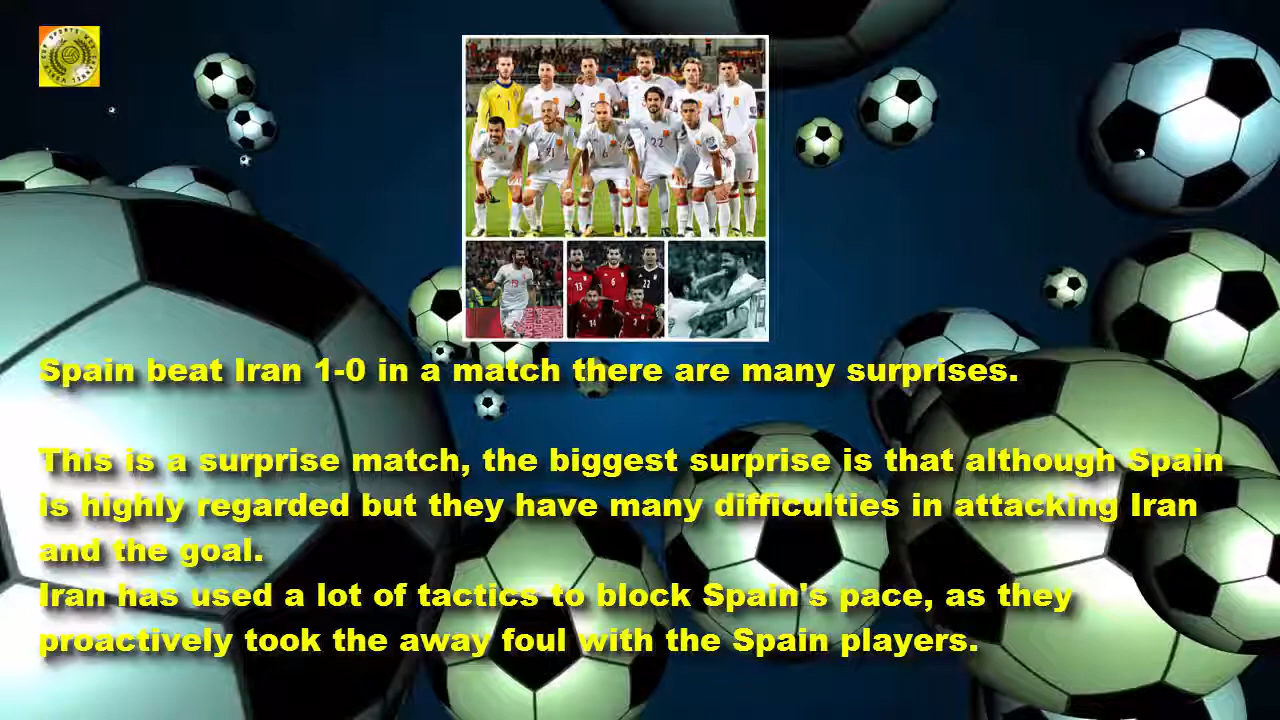 Spain beat Iran 1-0 in a match there are many surprises.
This is a surprise match, the biggest surprise is that although Spain
is highly regarded but they have many difficulties in attacking Iran
and the goal.
Iran has used a lot of tactics to block Spain's pace, as they
proactively took the away foul with the Spain players.